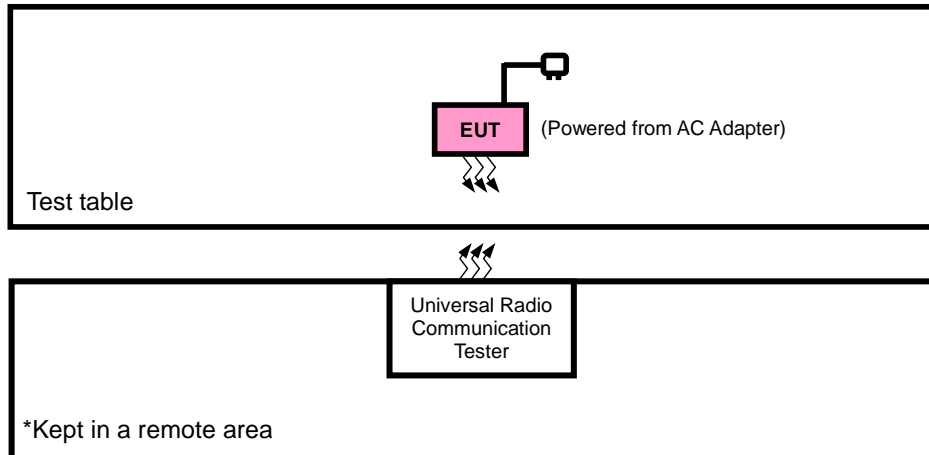 EUT
(Powered from AC Adapter)
Test table
Universal Radio
Communication
Tester
*Kept in a remote area